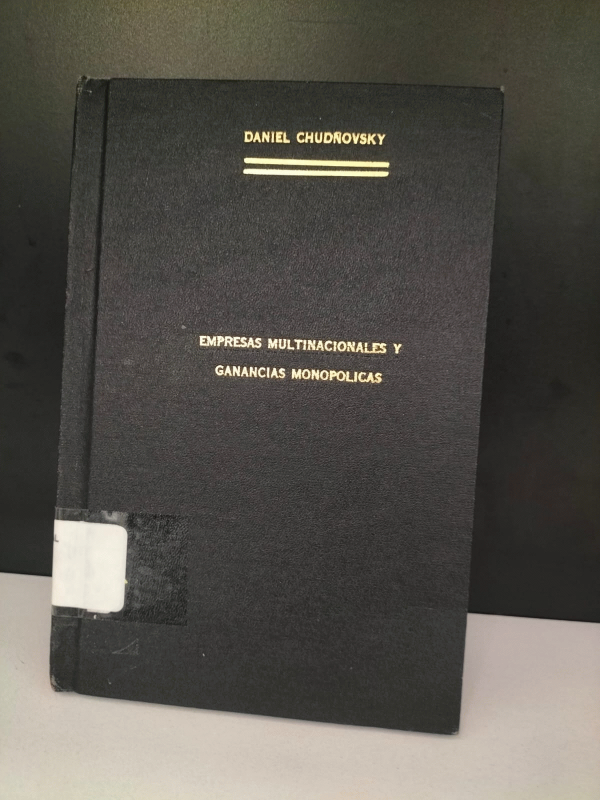 DANIEL CHUDÑOVSKY
EMPRESAS MULTINACIONALES Y
GANANCIAS MONOPOLICAS